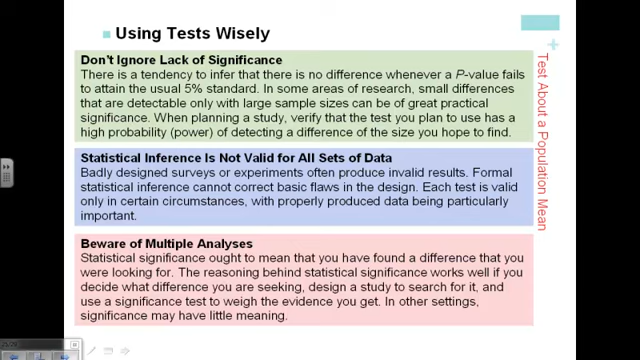 Using Tests Wisely
Don't Ignore Lack of Significance
There is a tendency to infer that there is no difference whenever a P-value fails
to attain the usual 5% standard. In some areas of research, small differences
that are detectable only with large sample sizes can be of great practical
significance. When planning a study, verify that the test you plan to use has a
high probability (power) of detecting a difference of the size you hope to find.
Statistical Inference Is Not Valid for All Sets of Data
Badly designed surveys or experiments often produce invalid results. Formal
statistical inference cannot correct basic flaws in the design. Each test is valid
only in certain circumstances, with properly produced data being particularly
important.
Beware of Multiple Analyses
Statistical significance ought to mean that you have found a difference that you
were looking for. The reasoning behind statistical significance works well if you
decide what difference you are seeking, design a study to search for it, and
use a significance test to weigh the evidence you get. In other settings,
significance may have little meaning.
+
Test About a Population Mean